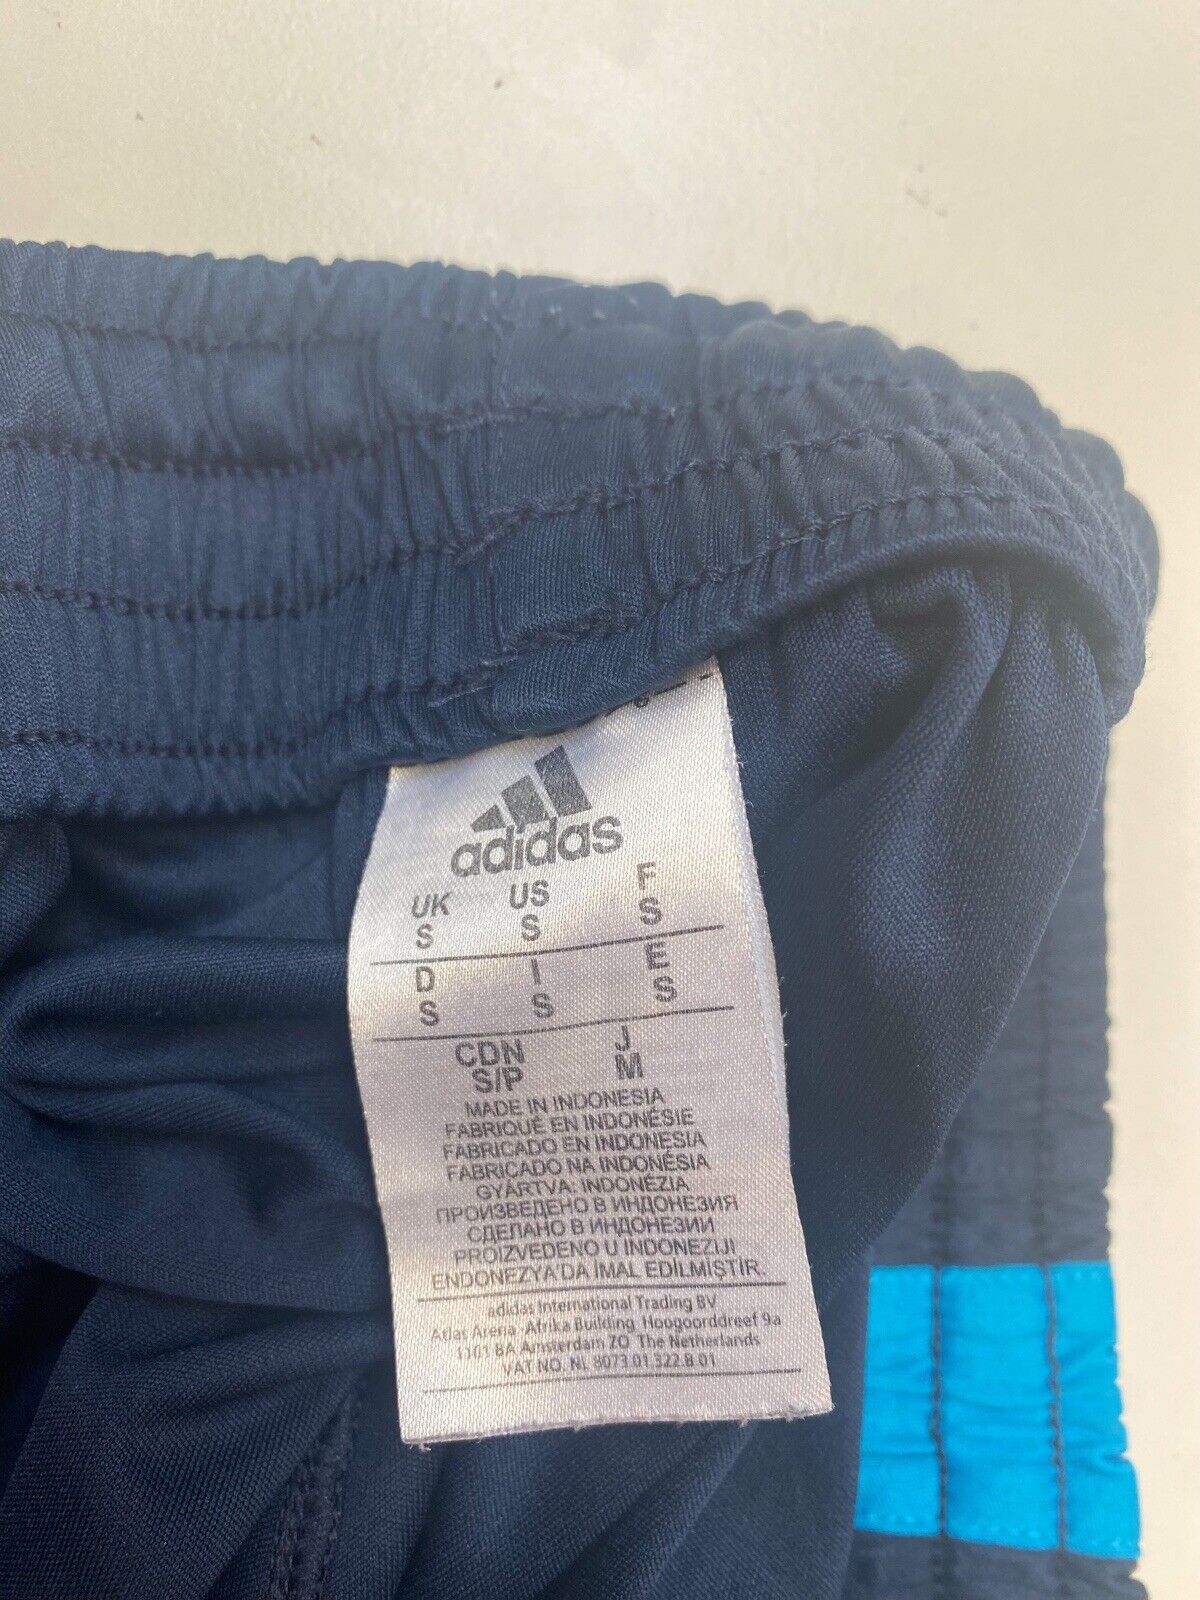 adidas
UK US F
S S S
D I E
S S S
CDN J
S/P M
MADE IN INDONESIA
FABRIQUÉ EN INDONÉSIE
FABRICADO EN INDONESIA
FABRICADO NA INDONÉSIA
GYÁRTVA: INDONÉZIA
ПРОИЗВЕДЕНО В ИНДОНЕЗИЯ
СДЕЛАНО В ИНДОНЕЗИИ
PROIZVEDENO U INDONEZIJI
ENDONEZYA'DA İMAL EDİLMİŞTİR.
adidas International Trading BV
Atlas Arena Afrika Building Hoogoorddreef 9a
1101 BA Amsterdam ZO The Netherlands
VAT NO. NL 8073.01.322.B.01